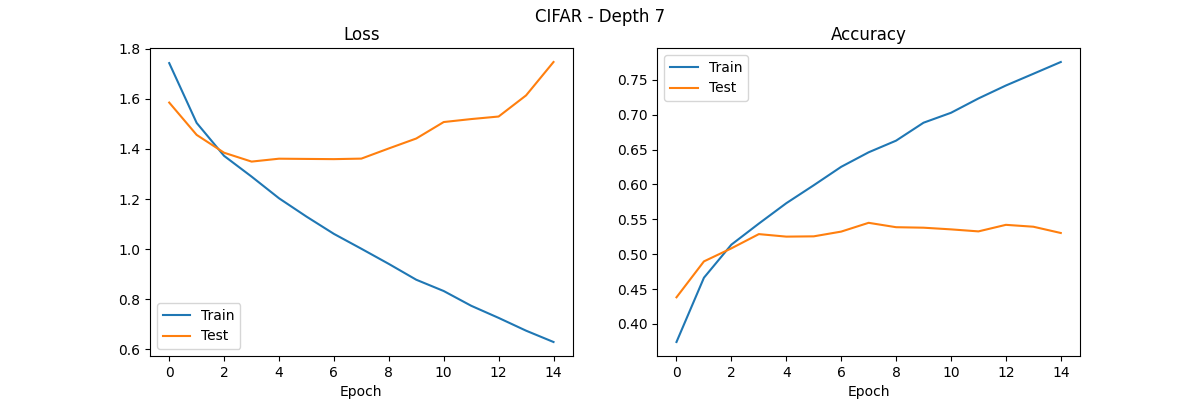 CIFAR - Depth 7
Loss
1.8
1.6
1.4
1.2
1.0
0.8
0.6
Train
Test
0 2 4 6 8 10 12 14
Epoch
Accuracy
Train
Test
0.75
0.70
0.65
0.60
0.55
0.50
0.45
0.40
0 2 4 6 8 10 12 14
Epoch